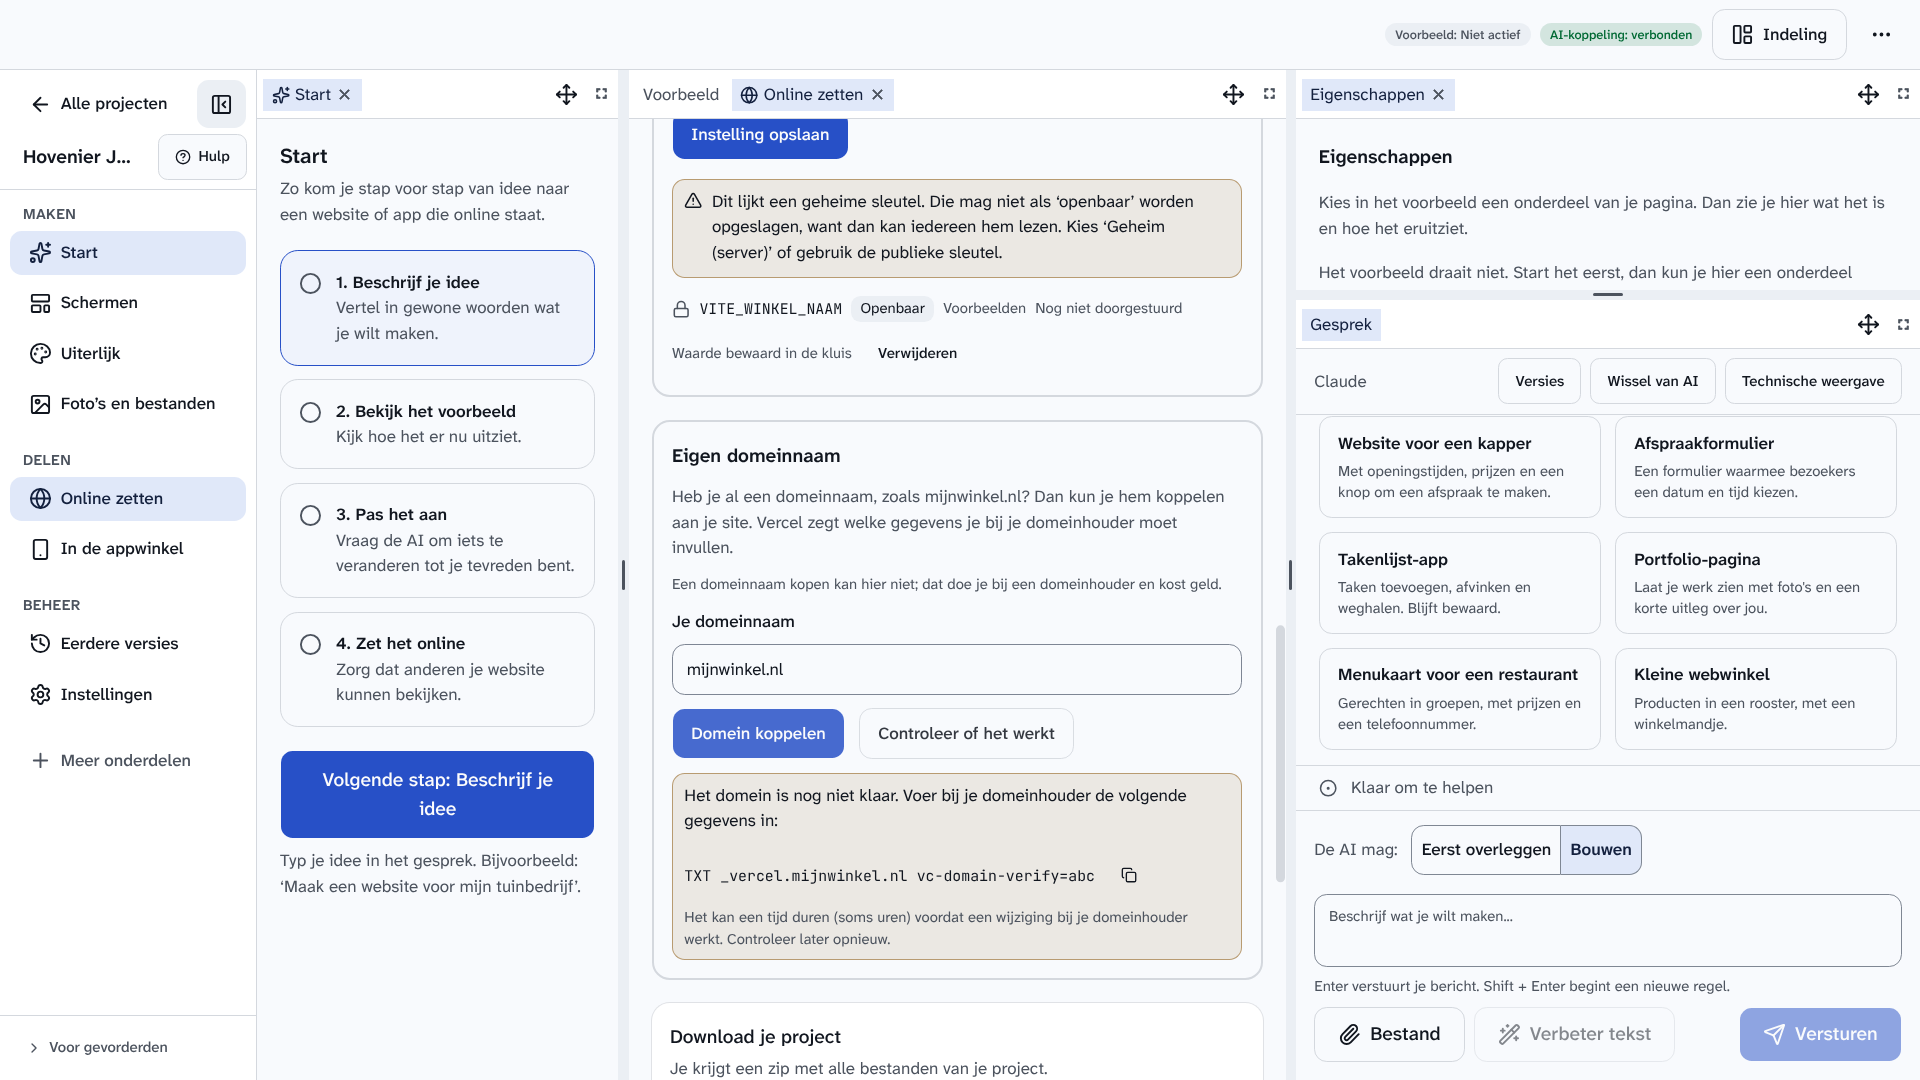 Voorbeeld: Niet actief
AI-koppeling: verbonden
Indeling
Alle projecten
Hovenier J...
Hulp
MAKEN
Start
Schermen
Uiterlijk
Foto's en bestanden
DELEN
Online zetten
In de appwinkel
BEHEER
Eerdere versies
Instellingen
Meer onderdelen
Voor gevorderden
Start
Start
Zo kom je stap voor stap van idee naar
een website of app die online staat.
1. Beschrijf je idee
Vertel in gewone woorden wat
je wilt maken.
2. Bekijk het voorbeeld
Kijk hoe het er nu uitziet.
3. Pas het aan
Vraag de AI om iets te
veranderen tot je tevreden bent.
4. Zet het online
Zorg dat anderen je website
kunnen bekijken.
Volgende stap: Beschrijf je
idee
Typ je idee in het gesprek. Bijvoorbeeld:
‘Maak een website voor mijn tuinbedrijf’.
Voorbeeld
Online zetten
Instelling opslaan
Dit lijkt een geheime sleutel. Die mag niet als ‘openbaar’ worden
opgeslagen, want dan kan iedereen hem lezen. Kies ‘Geheim
(server)’ of gebruik de publieke sleutel.
VITE_WINKEL_NAAM Openbaar Voorbeelden Nog niet doorgestuurd
Waarde bewaard in de kluis Verwijderen
Eigen domeinnaam
Heb je al een domeinnaam, zoals mijnwinkel.nl? Dan kun je hem koppelen
aan je site. Vercel zegt welke gegevens je bij je domeinhouder moet
invullen.
Een domeinnaam kopen kan hier niet; dat doe je bij een domeinhouder en kost geld.
Je domeinnaam
mijnwinkel.nl
Domein koppelen
Controleer of het werkt
Het domein is nog niet klaar. Voer bij je domeinhouder de volgende
gegevens in:
TXT _vercel.mijnwinkel.nl vc-domain-verify=abc
Het kan een tijd duren (soms uren) voordat een wijziging bij je domeinhouder
werkt. Controleer later opnieuw.
Download je project
Je krijgt een zip met alle bestanden van je project.
Eigenschappen
Eigenschappen
Kies in het voorbeeld een onderdeel van je pagina. Dan zie je hier wat het is
en hoe het eruitziet.
Het voorbeeld draait niet. Start het eerst, dan kun je hier een onderdeel
Gesprek
Claude
Versies
Wissel van AI
Technische weergave
Website voor een kapper
Met openingstijden, prijzen en een
knop om een afspraak te maken.
Afspraakformulier
Een formulier waarmee bezoekers
een datum en tijd kiezen.
Takenlijst-app
Taken toevoegen, afvinken en
weghalen. Blijft bewaard.
Portfolio-pagina
Laat je werk zien met foto's en een
korte uitleg over jou.
Menukaart voor een restaurant
Gerechten in groepen, met prijzen en
een telefoonnummer.
Kleine webwinkel
Producten in een rooster, met een
winkelmandje.
Klaar om te helpen
De AI mag:
Eerst overleggen
Bouwen
Beschrijf wat je wilt maken...
Enter verstuurt je bericht. Shift + Enter begint een nieuwe regel.
Bestand
Verbeter tekst
Versturen